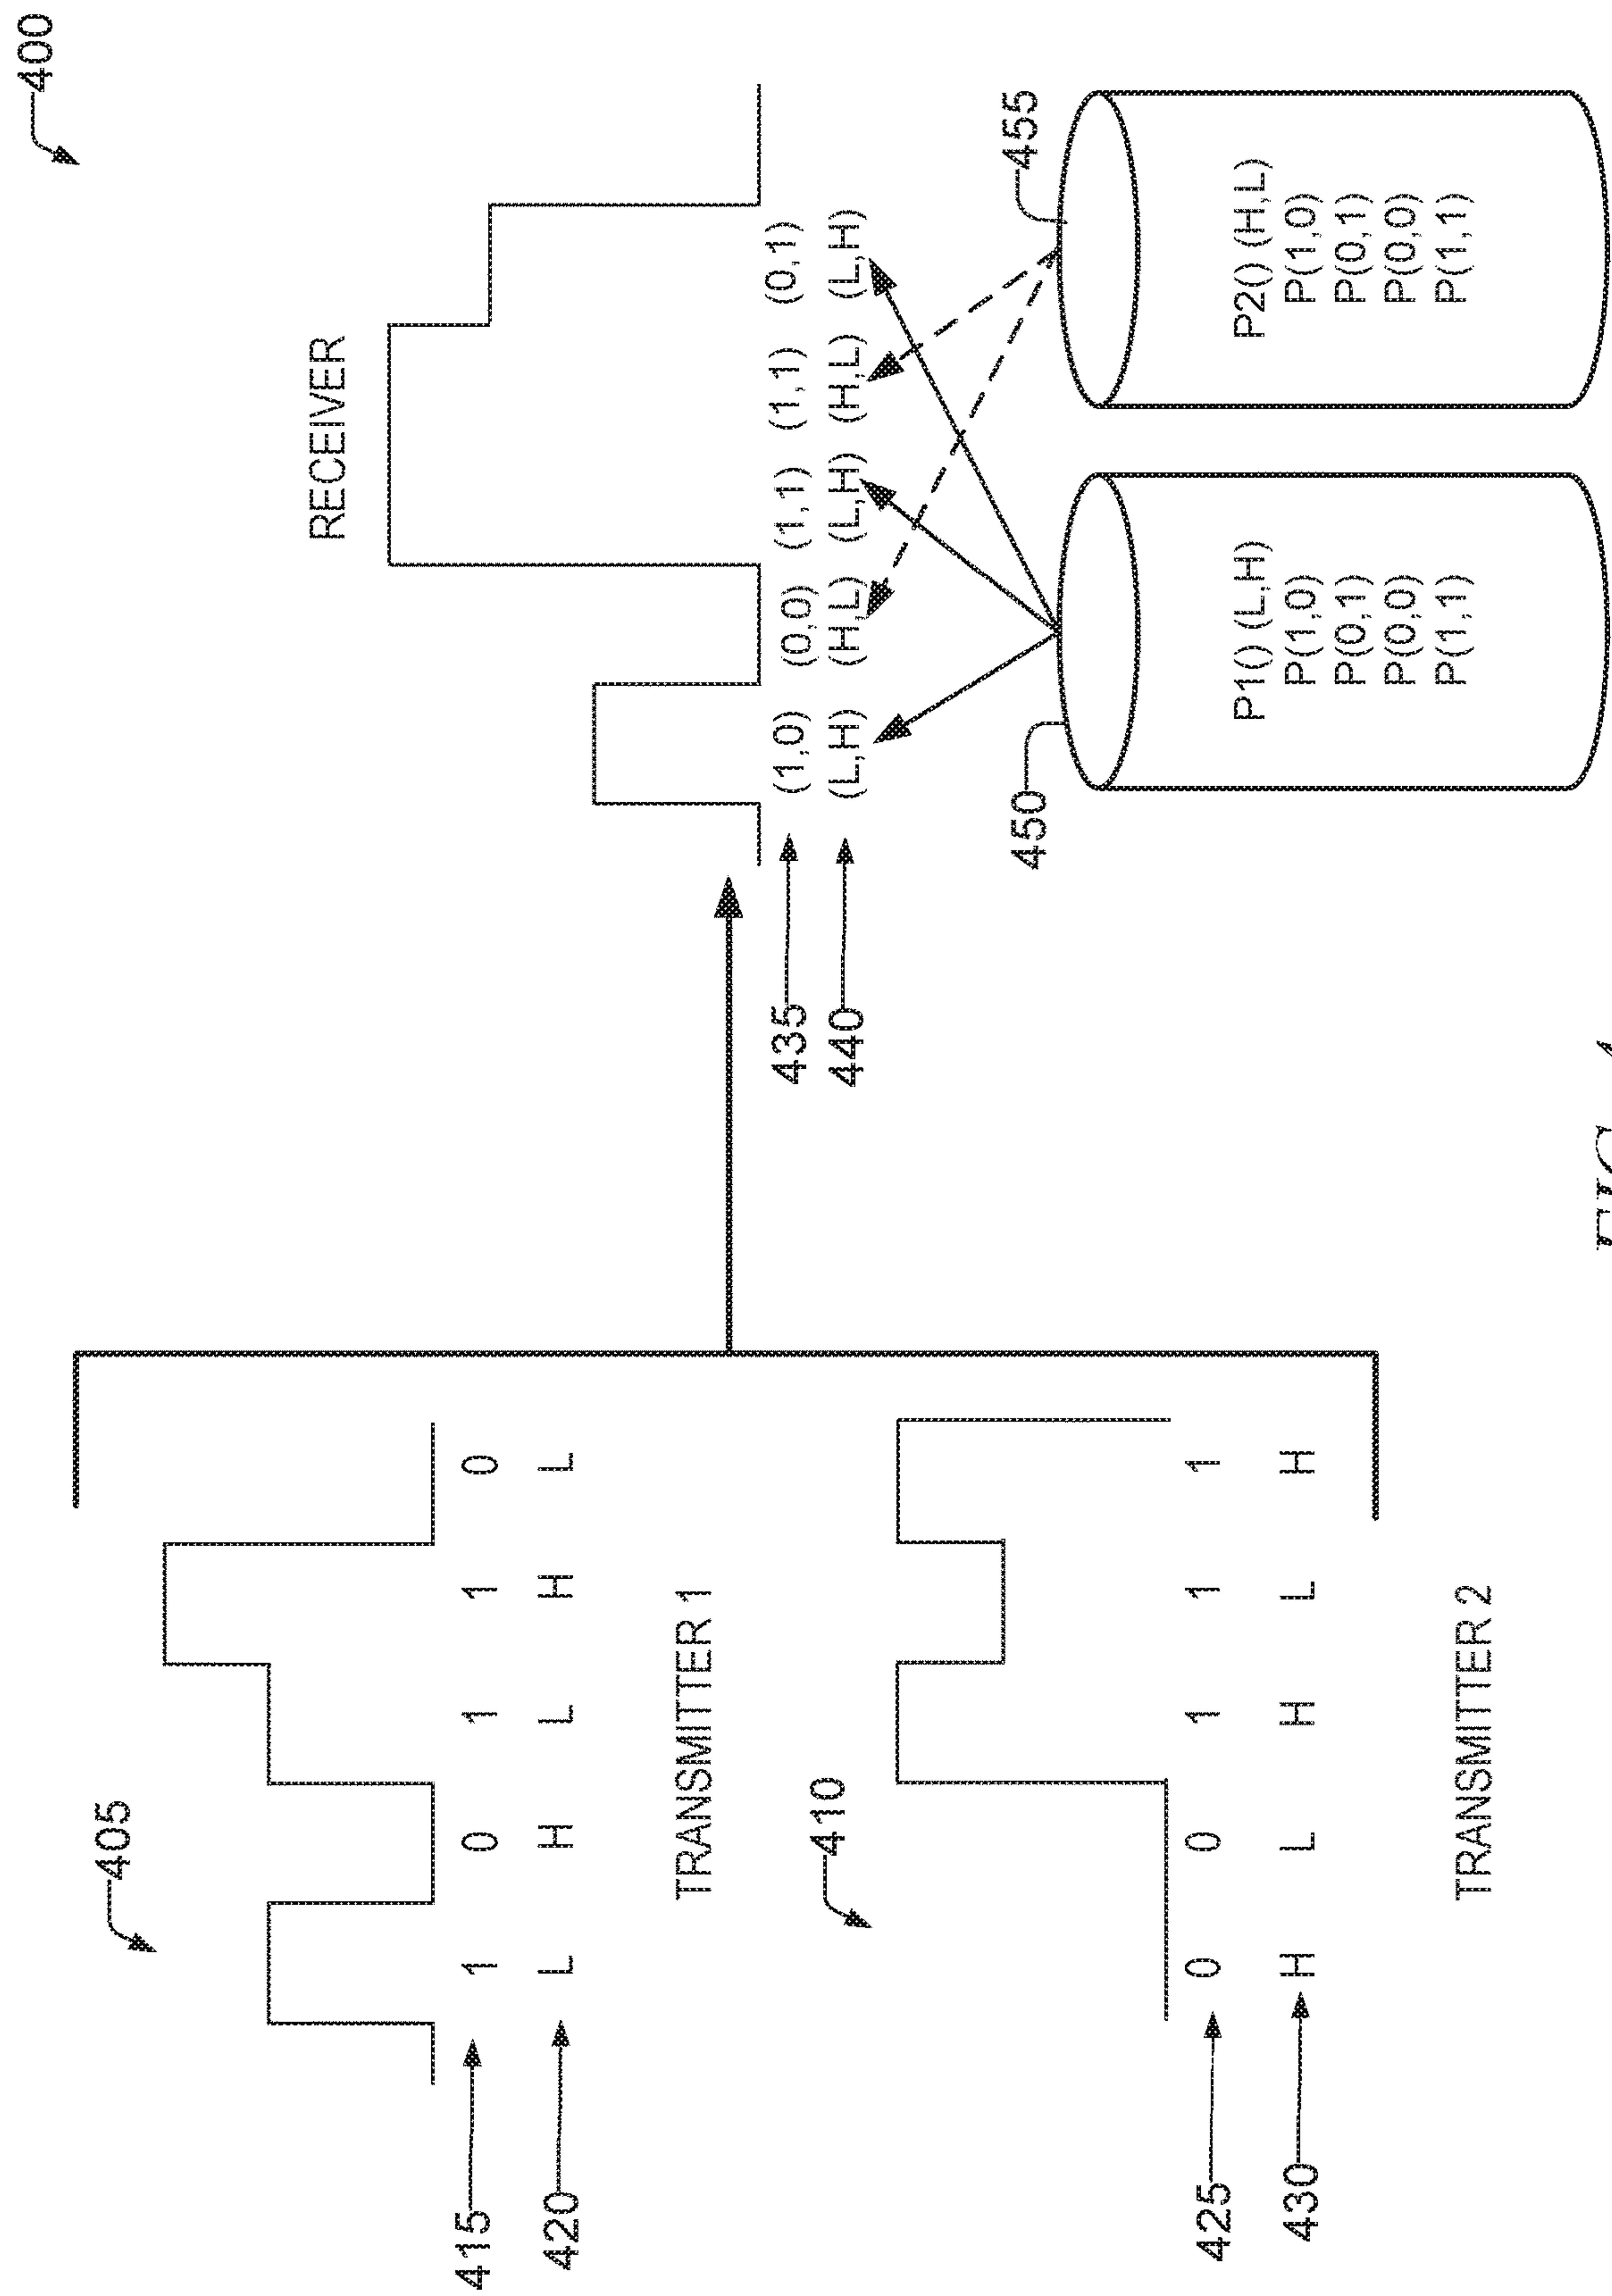 400
405
1 0 1 1 0
415
L H L H L
420
TRANSMITTER 1
410
0 0 1 1 1
425
H L H L H
430
TRANSMITTER 2
RECEIVER
(1,0) (0,0) (1,1) (1,1) (0,1)
435
(L,H) (H,L) (L,H) (H,L) (L,H)
440
450
P1() (L,H)
P(1,0)
P(0,1)
P(0,0)
P(1,1)
455
P2() (H,L)
P(1,0)
P(0,1)
P(0,0)
P(1,1)